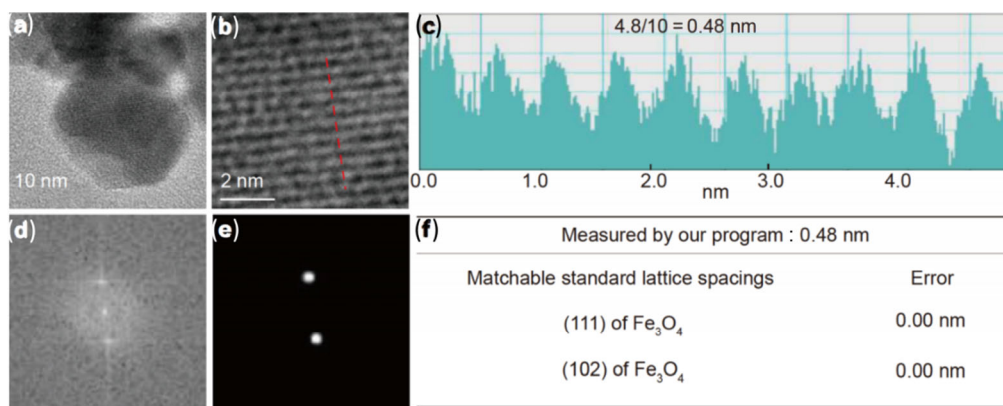 (a)
10 nm
(b)
2 nm
(c)
4.8/10 = 0.48 nm
0.0 1.0 2.0 3.0 4.0
nm
(d)
(e)
(f)
Measured by our program : 0.48 nm
Matchable standard lattice spacings Error
(111) of Fe₃O₄ 0.00 nm
(102) of Fe₃O₄ 0.00 nm